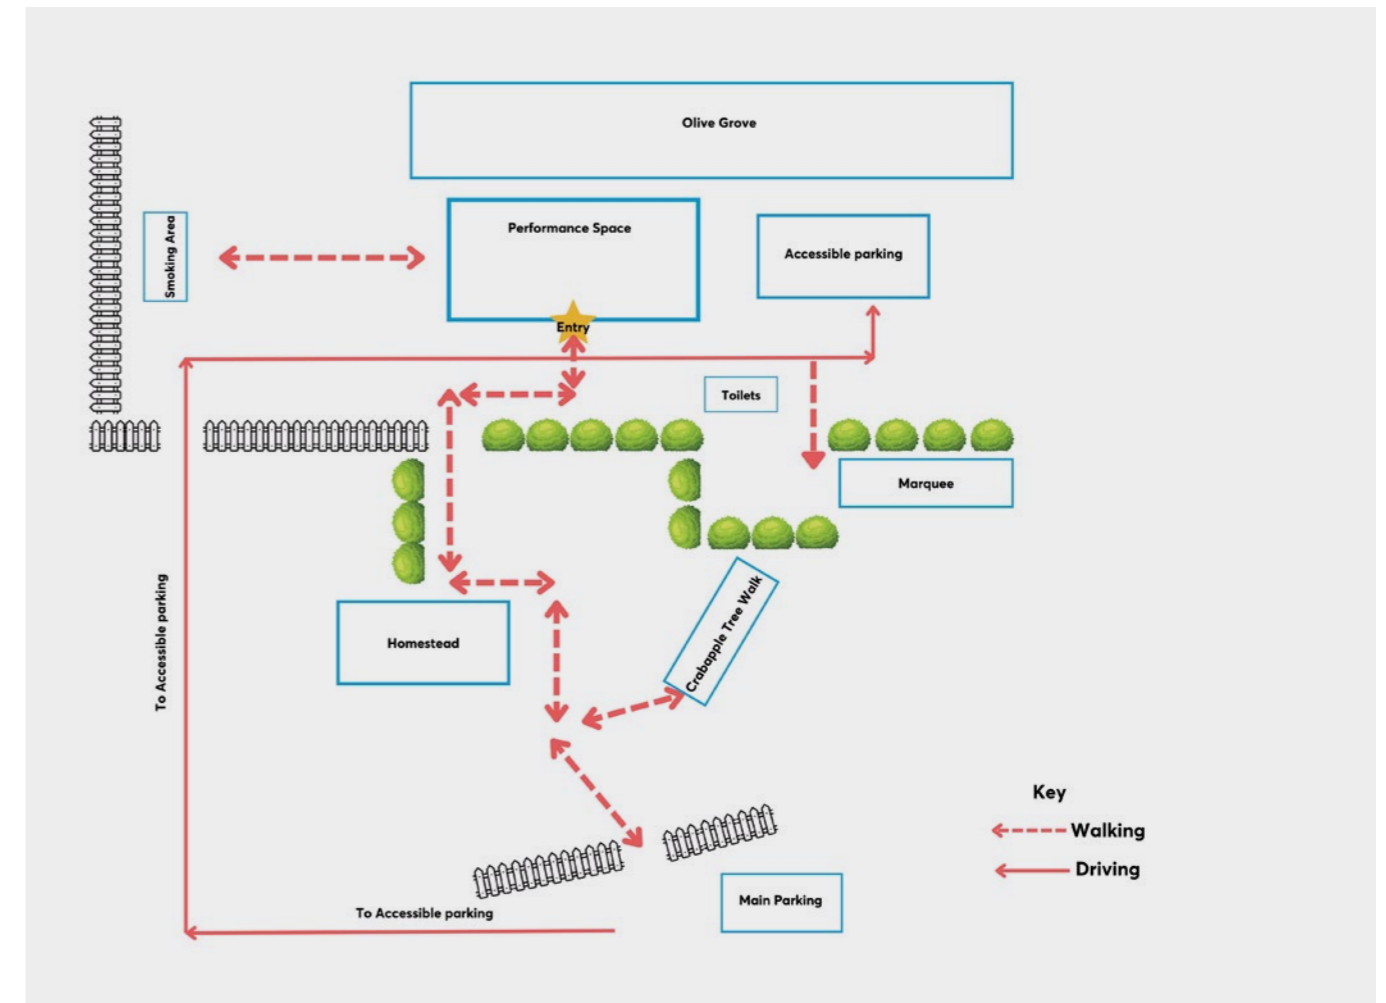 Olive Grove
Performance Space
Smoking Area
Accessible parking
Entry
Toilets
Marquee
Crabapple Tree Walk
Homestead
To Accessible parking
Key
Walking
Driving
Main Parking
To Accessible parking